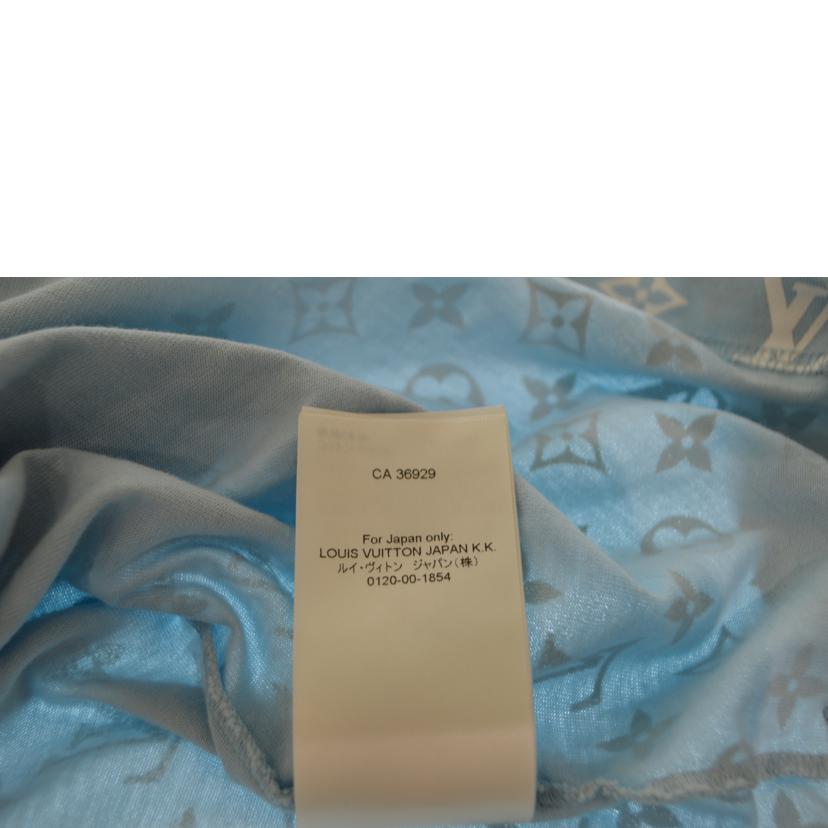 CA 36929
For Japan only:
LOUIS VUITTON JAPAN K.K.
ルイ・ヴィトン ジャパン(株)
0120-00-1854